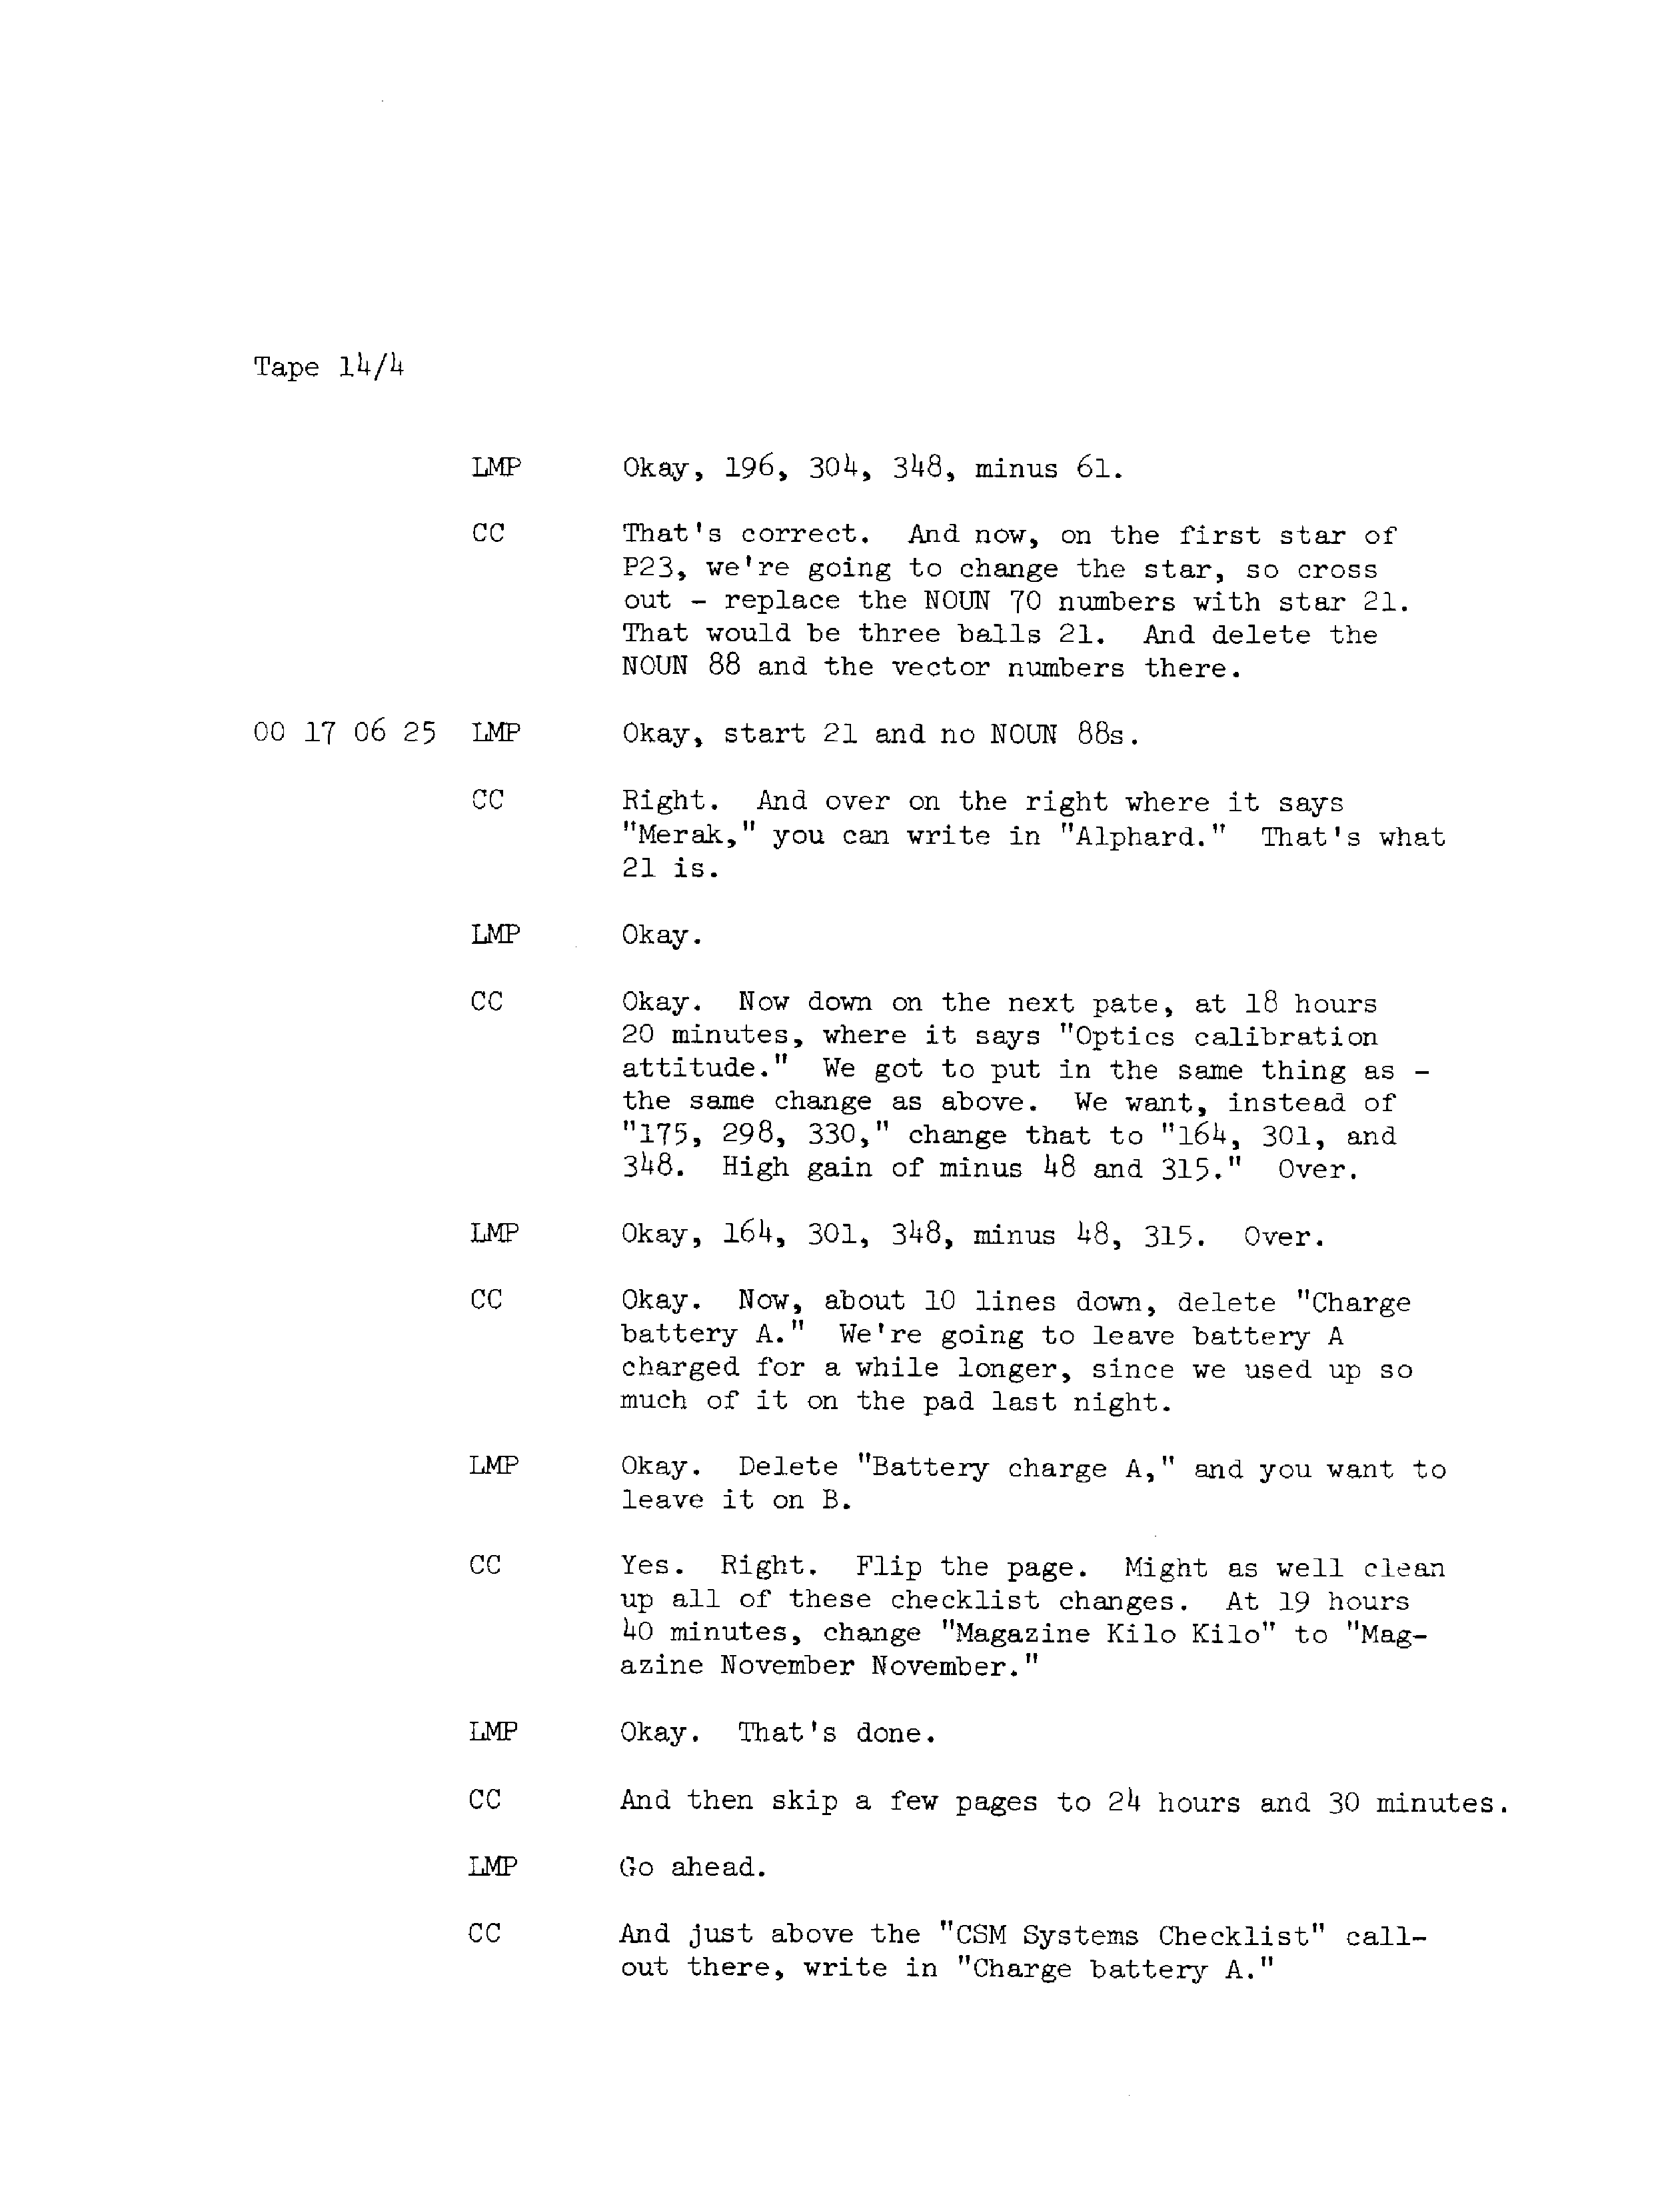 Tape 14/4
LMP Okay, 196, 304, 348, minus 61.
CC That's correct. And now, on the first star of
P23, we're going to change the star, so cross
out - replace the NOUN 70 numbers with star 21.
That would be three balls 21. And delete the
NOUN 88 and the vector numbers there.
00 17 06 25 LMP Okay, start 21 and no NOUN 88s.
CC Right. And over on the right where it says
"Merak," you can write in "Alphard." That's what
21 is.
LMP Okay.
CC Okay. Now down on the next pate, at 18 hours
20 minutes, where it says "Optics calibration
attitude." We got to put in the same thing as -
the same change as above. We want, instead of
"175, 298, 330," change that to "164, 301, and
348. High gain of minus 48 and 315." Over.
LMP Okay, 164, 301, 348, minus 48, 315. Over.
CC Okay. Now, about 10 lines down, delete "Charge
battery A." We're going to leave battery A
charged for a while longer, since we used up so
much of it on the pad last night.
LMP Okay. Delete "Battery charge A," and you want to
leave it on B.
CC Yes. Right. Flip the page. Might as well clean
up all of these checklist changes. At 19 hours
40 minutes, change "Magazine Kilo Kilo" to "Mag-
azine November November."
LMP Okay. That's done.
CC And then skip a few pages to 24 hours and 30 minutes.
LMP Go ahead.
CC And just above the "CSM Systems Checklist" call-
out there, write in "Charge battery A."